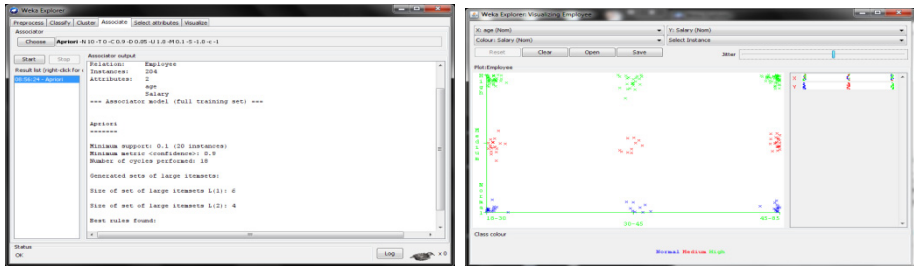 Weka Explorer
Preprocess Classify Cluster Associate Select attributes Visualize
Associator
Choose Apriori -N 10 -T 0 -C 0.9 -D 0.05 -U 1.0 -M 0.1 -S -1.0 -c -1
Start Stop
Result list (right-click for
08:56:24 - Apriori
Associator output
Relation: Employee
Instances: 204
Attributes: 2
age
Salary
=== Associator model (full training set) ===
Apriori
=======
Minimum support: 0.1 (20 instances)
Minimum metric <confidence>: 0.9
Number of cycles performed: 18
Generated sets of large itemsets:
Size of set of large itemsets L(1): 6
Size of set of large itemsets L(2): 4
Best rules found:
Status
OK
Log
x 0
Weka Explorer: Visualizing Employee
X: age (Nom)
Y: Salary (Nom)
Colour: Salary (Nom)
Select Instance
Reset Clear Open Save
Jitter
Plot:Employee
X
Y
30-45
45-85
Class colour
Normal Medium High